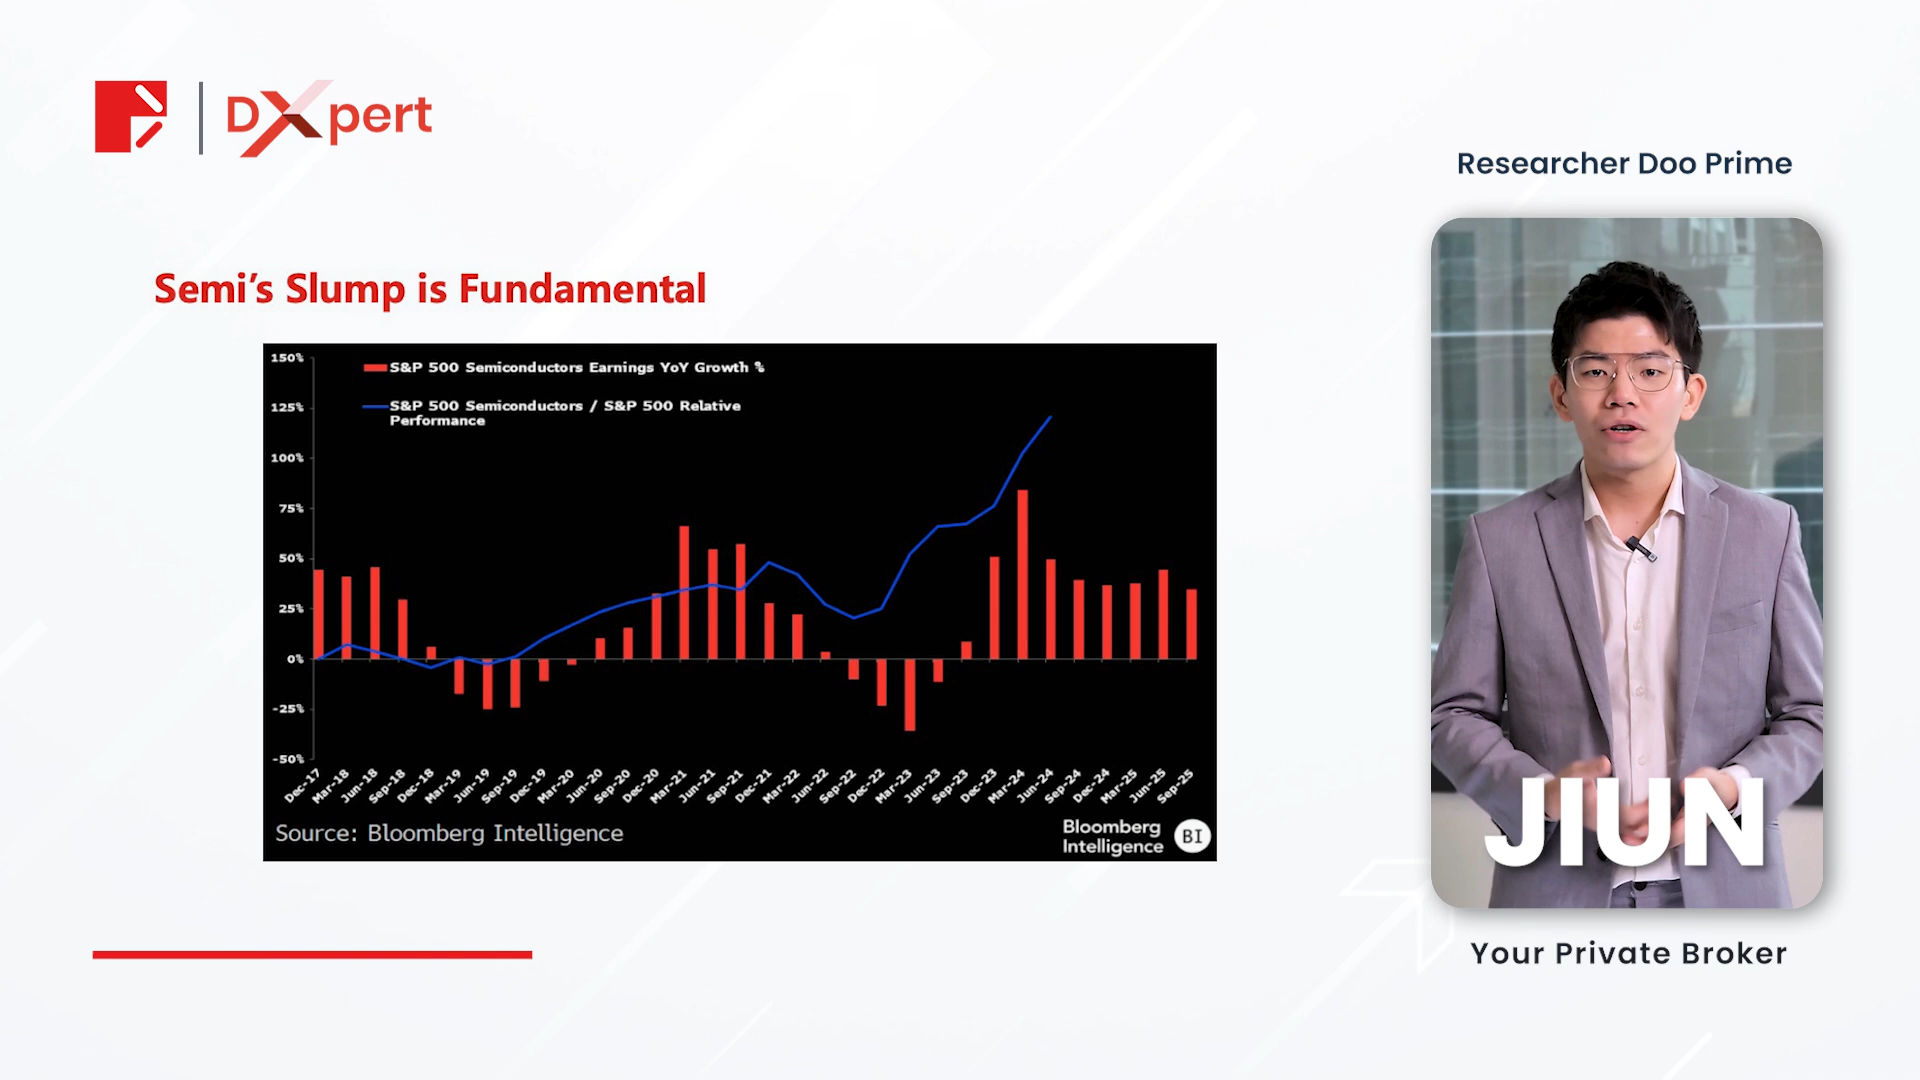 DXpert
Researcher Doo Prime
Semi's Slump is Fundamental
150%
125%
100%
75%
50%
25%
0%
-25%
-50%
S&P 500 Semiconductors Earnings YoY Growth %
S&P 500 Semiconductors / S&P 500 Relative
Performance
Dec-17
Mar-18
Jun-18
Sep-18
Dec-18
Mar-19
Jun-19
Sep-19
Dec-19
Mar-20
Jun-20
Sep-20
Dec-20
Mar-21
Jun-21
Sep-21
Dec-21
Mar-22
Jun-22
Sep-22
Dec-22
Mar-23
Jun-23
Sep-23
Dec-23
Mar-24
Jun-24
Sep-24
Dec-24
Mar-25
Jun-25
Sep-25
Source: Bloomberg Intelligence
Bloomberg
Intelligence
BI
JIUN
Your Private Broker